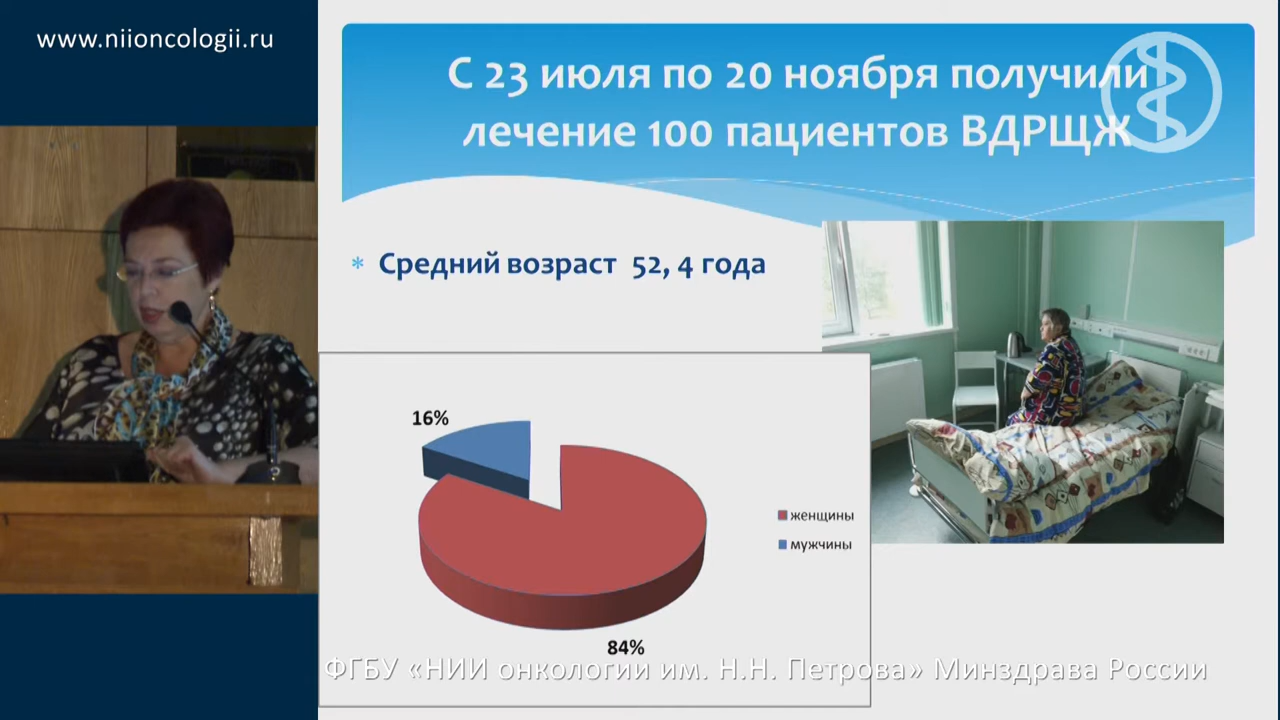 www.niioncologii.ru
С 23 июля по 20 ноября получили
лечение 100 пациентов ВДРЩЖ
* Средний возраст 52, 4 года
16%
женщины
мужчины
84%
ФГБУ «НИИ онкологии им. Н.Н. Петрова» Минздрава России